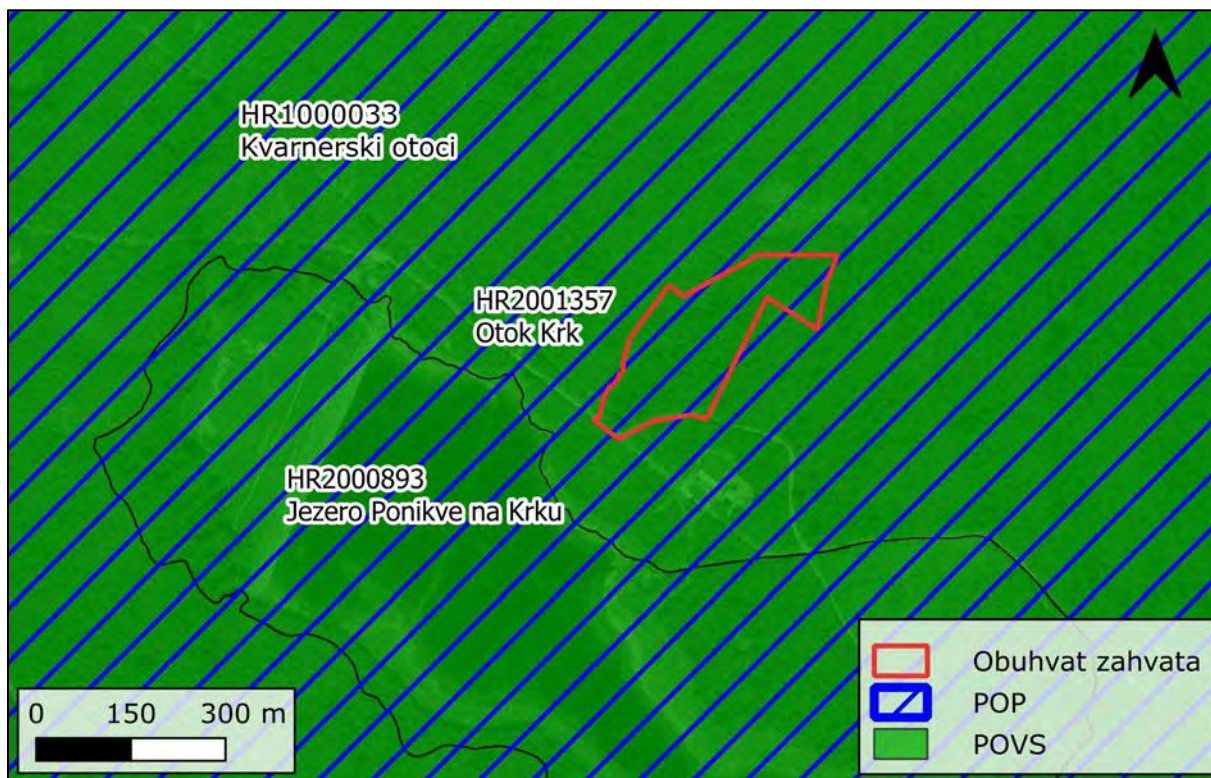 HR1000033
Kvarnerski otoci
HR2001357
Otok Krk
HR2000893
Jezero Ponikve na Krku
0 150 300 m
Obuhvat zahvata
POP
POVS